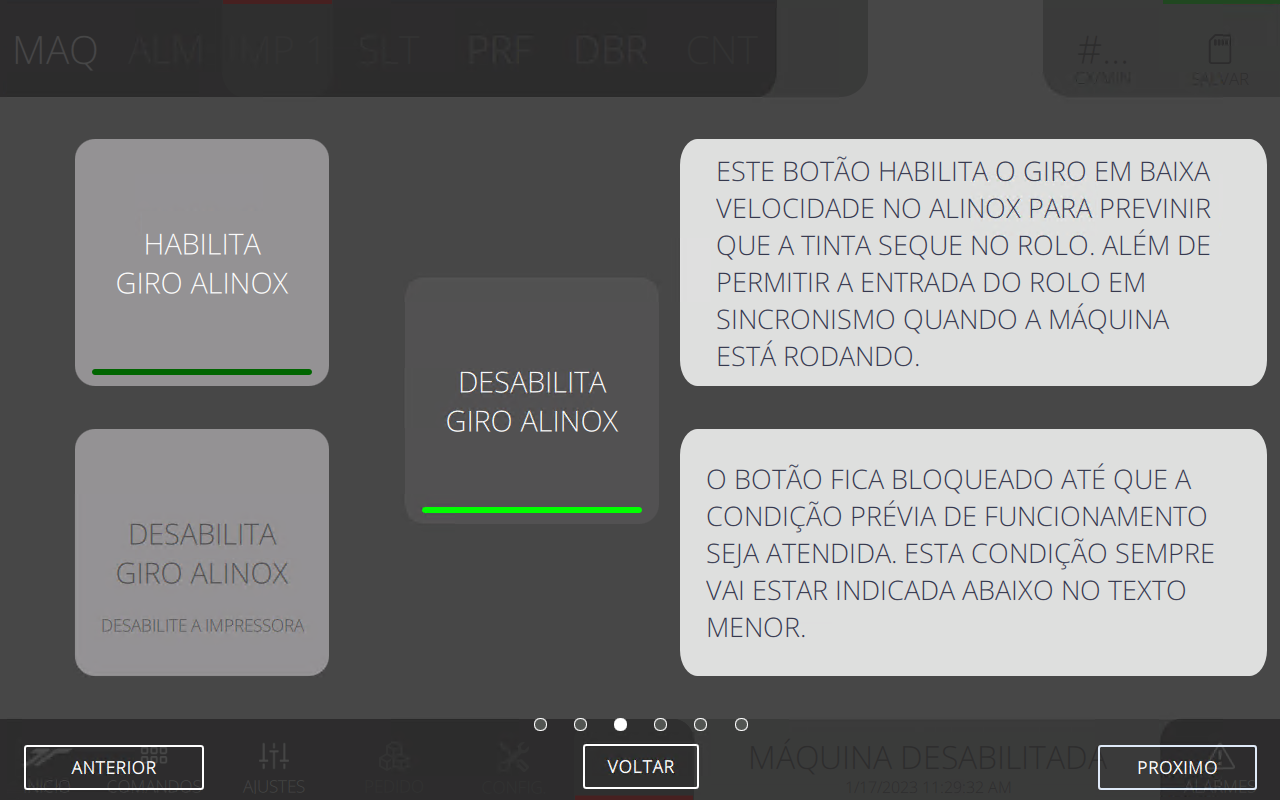 MAQ ALM IMP 1 SLT PRF DBR CNT
#...
CX/MIN
SALVAR
HABILITA
GIRO ALINOX
ESTE BOTÃO HABILITA O GIRO EM BAIXA
VELOCIDADE NO ALINOX PARA PREVINIR
QUE A TINTA SEQUE NO ROLO. ALÉM DE
PERMITIR A ENTRADA DO ROLO EM
SINCRONISMO QUANDO A MÁQUINA
ESTÁ RODANDO.
DESABILITA
GIRO ALINOX
DESABILITA
GIRO ALINOX
DESABILITE A IMPRESSORA
O BOTÃO FICA BLOQUEADO ATÉ QUE A
CONDIÇÃO PRÉVIA DE FUNCIONAMENTO
SEJA ATENDIDA. ESTA CONDIÇÃO SEMPRE
VAI ESTAR INDICADA ABAIXO NO TEXTO
MENOR.
MÁQUINA DESABILITADA
1/17/2023 11:29:32 AM
ANTERIOR
VOLTAR
PROXIMO
INICIO COMANDOS AJUSTES PEDIDO CONFIG ALARMES